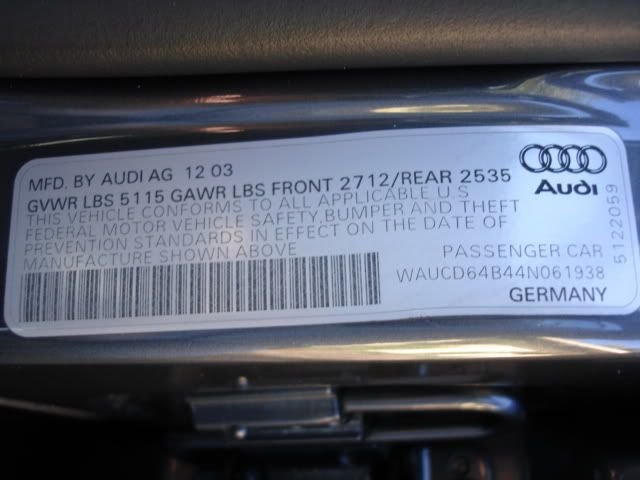 MFD. BY AUDI AG 12 03
GVWR LBS 5115 GAWR LBS FRONT 2712/REAR 2535
THIS VEHICLE CONFORMS TO ALL APPLICABLE U S
FEDERAL MOTOR VEHICLE SAFETY,BUMPER AND THEFT
PREVENTION STANDARDS IN EFFECT ON THE DATE OF
MANUFACTURE SHOWN ABOVE
Audi
PASSENGER CAR
WAUCD64B44N061938
GERMANY
5122059